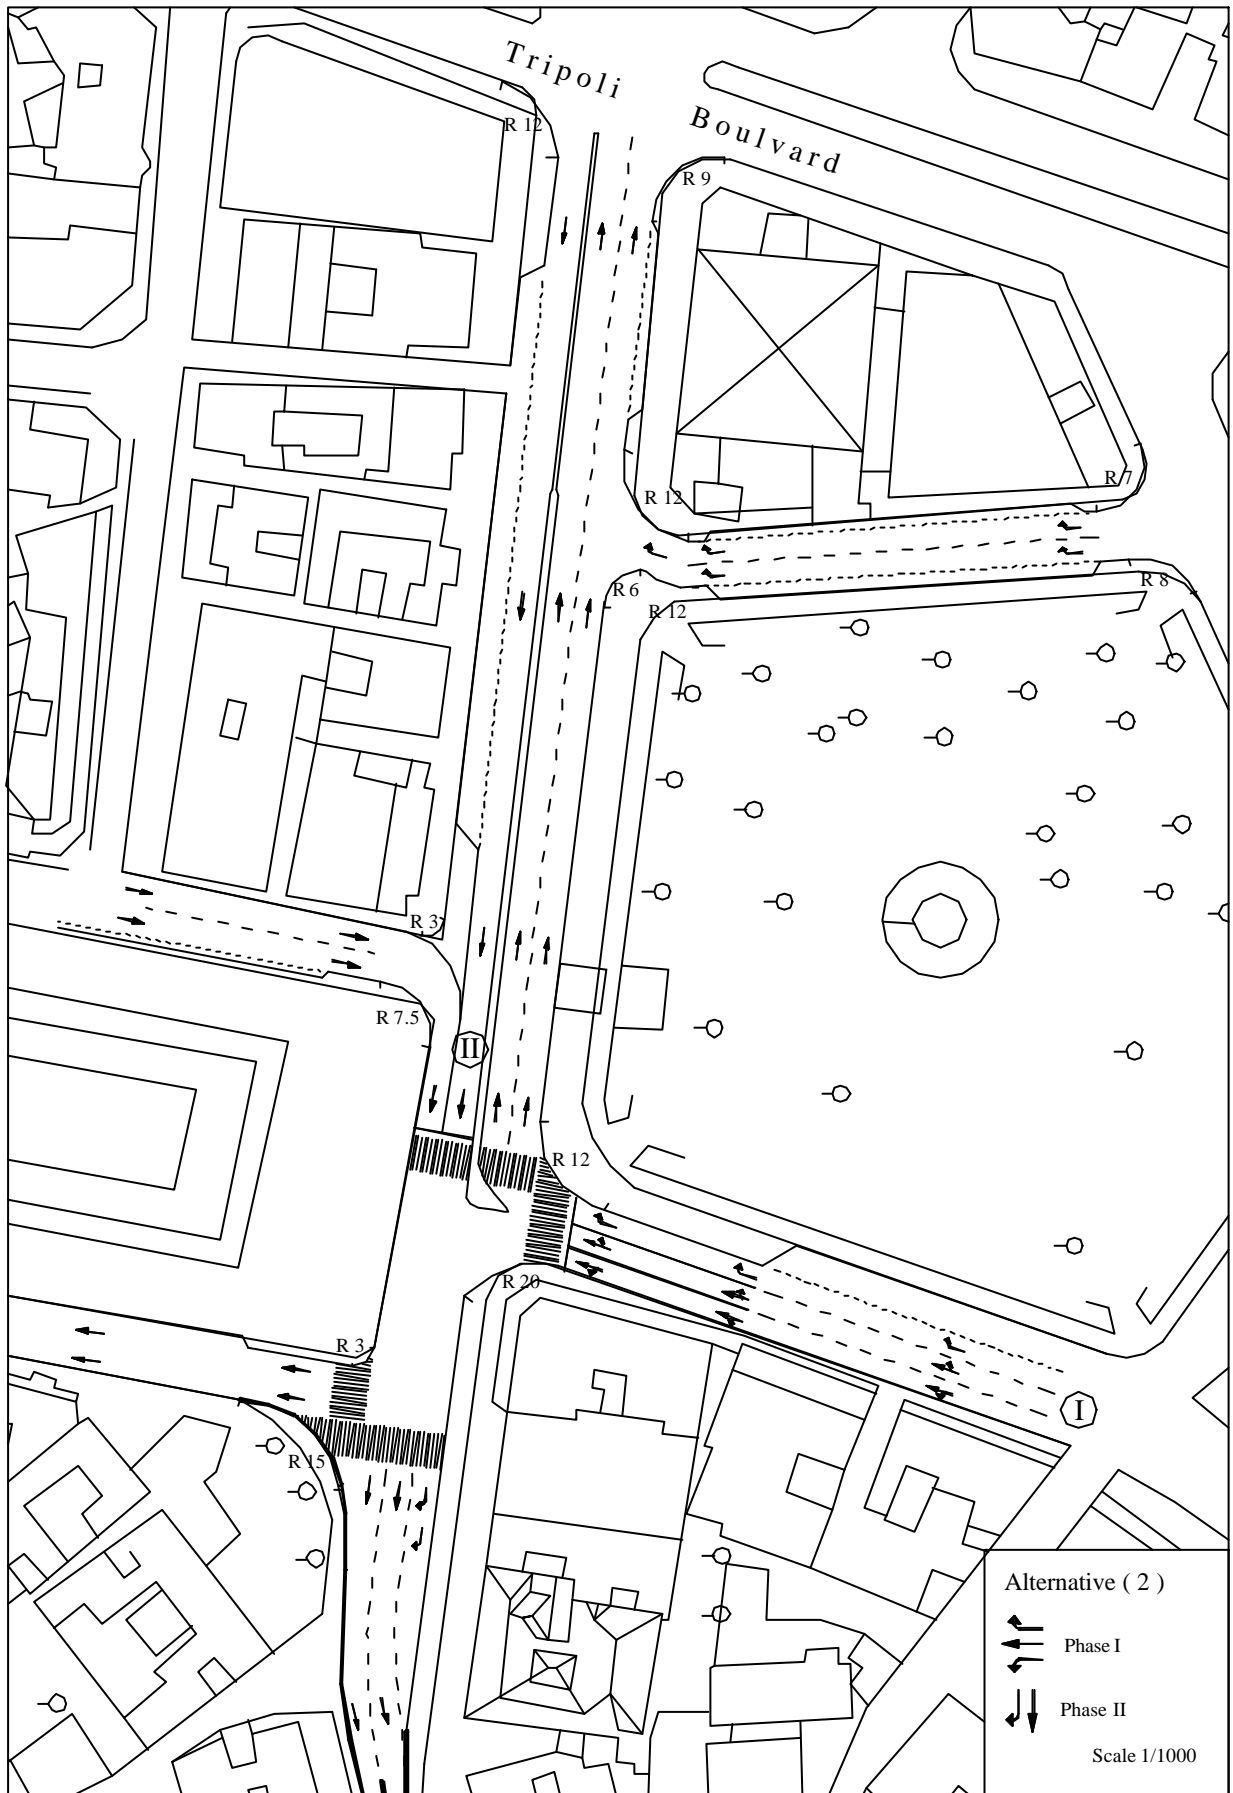 Tripoli
Boulvard
R 12
R 9
R 7
R 12
R 8
R 6
R 12
R 3
R 7.5
II
R 12
R 20
R 3
I
R 15
Alternative ( 2 )
Phase I
Phase II
Scale 1/1000